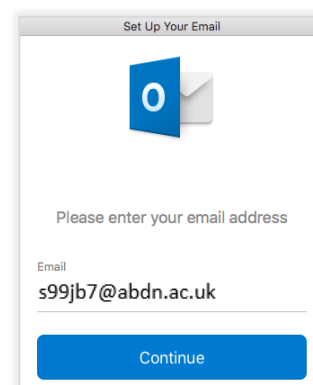 Set Up Your Email
O
Please enter your email address
Email
s99jb7@abdn.ac.uk
Continue